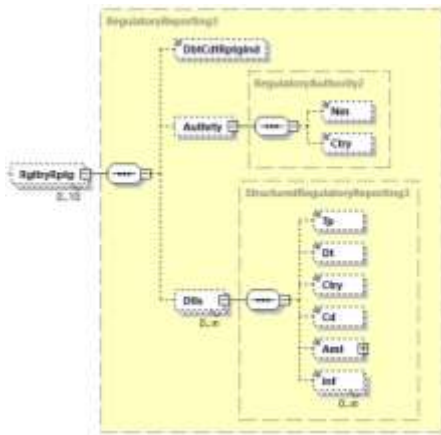 RegulatoryReporting3
DbtCdtRptgInd
RegulatoryAuthority2
Nm
Authrty
Ctry
RgltryRptg
0..10
StructuredRegulatoryReporting3
Tp
Dt
Ctry
Dtls
0..∞
Cd
Amt
Inf
0..∞